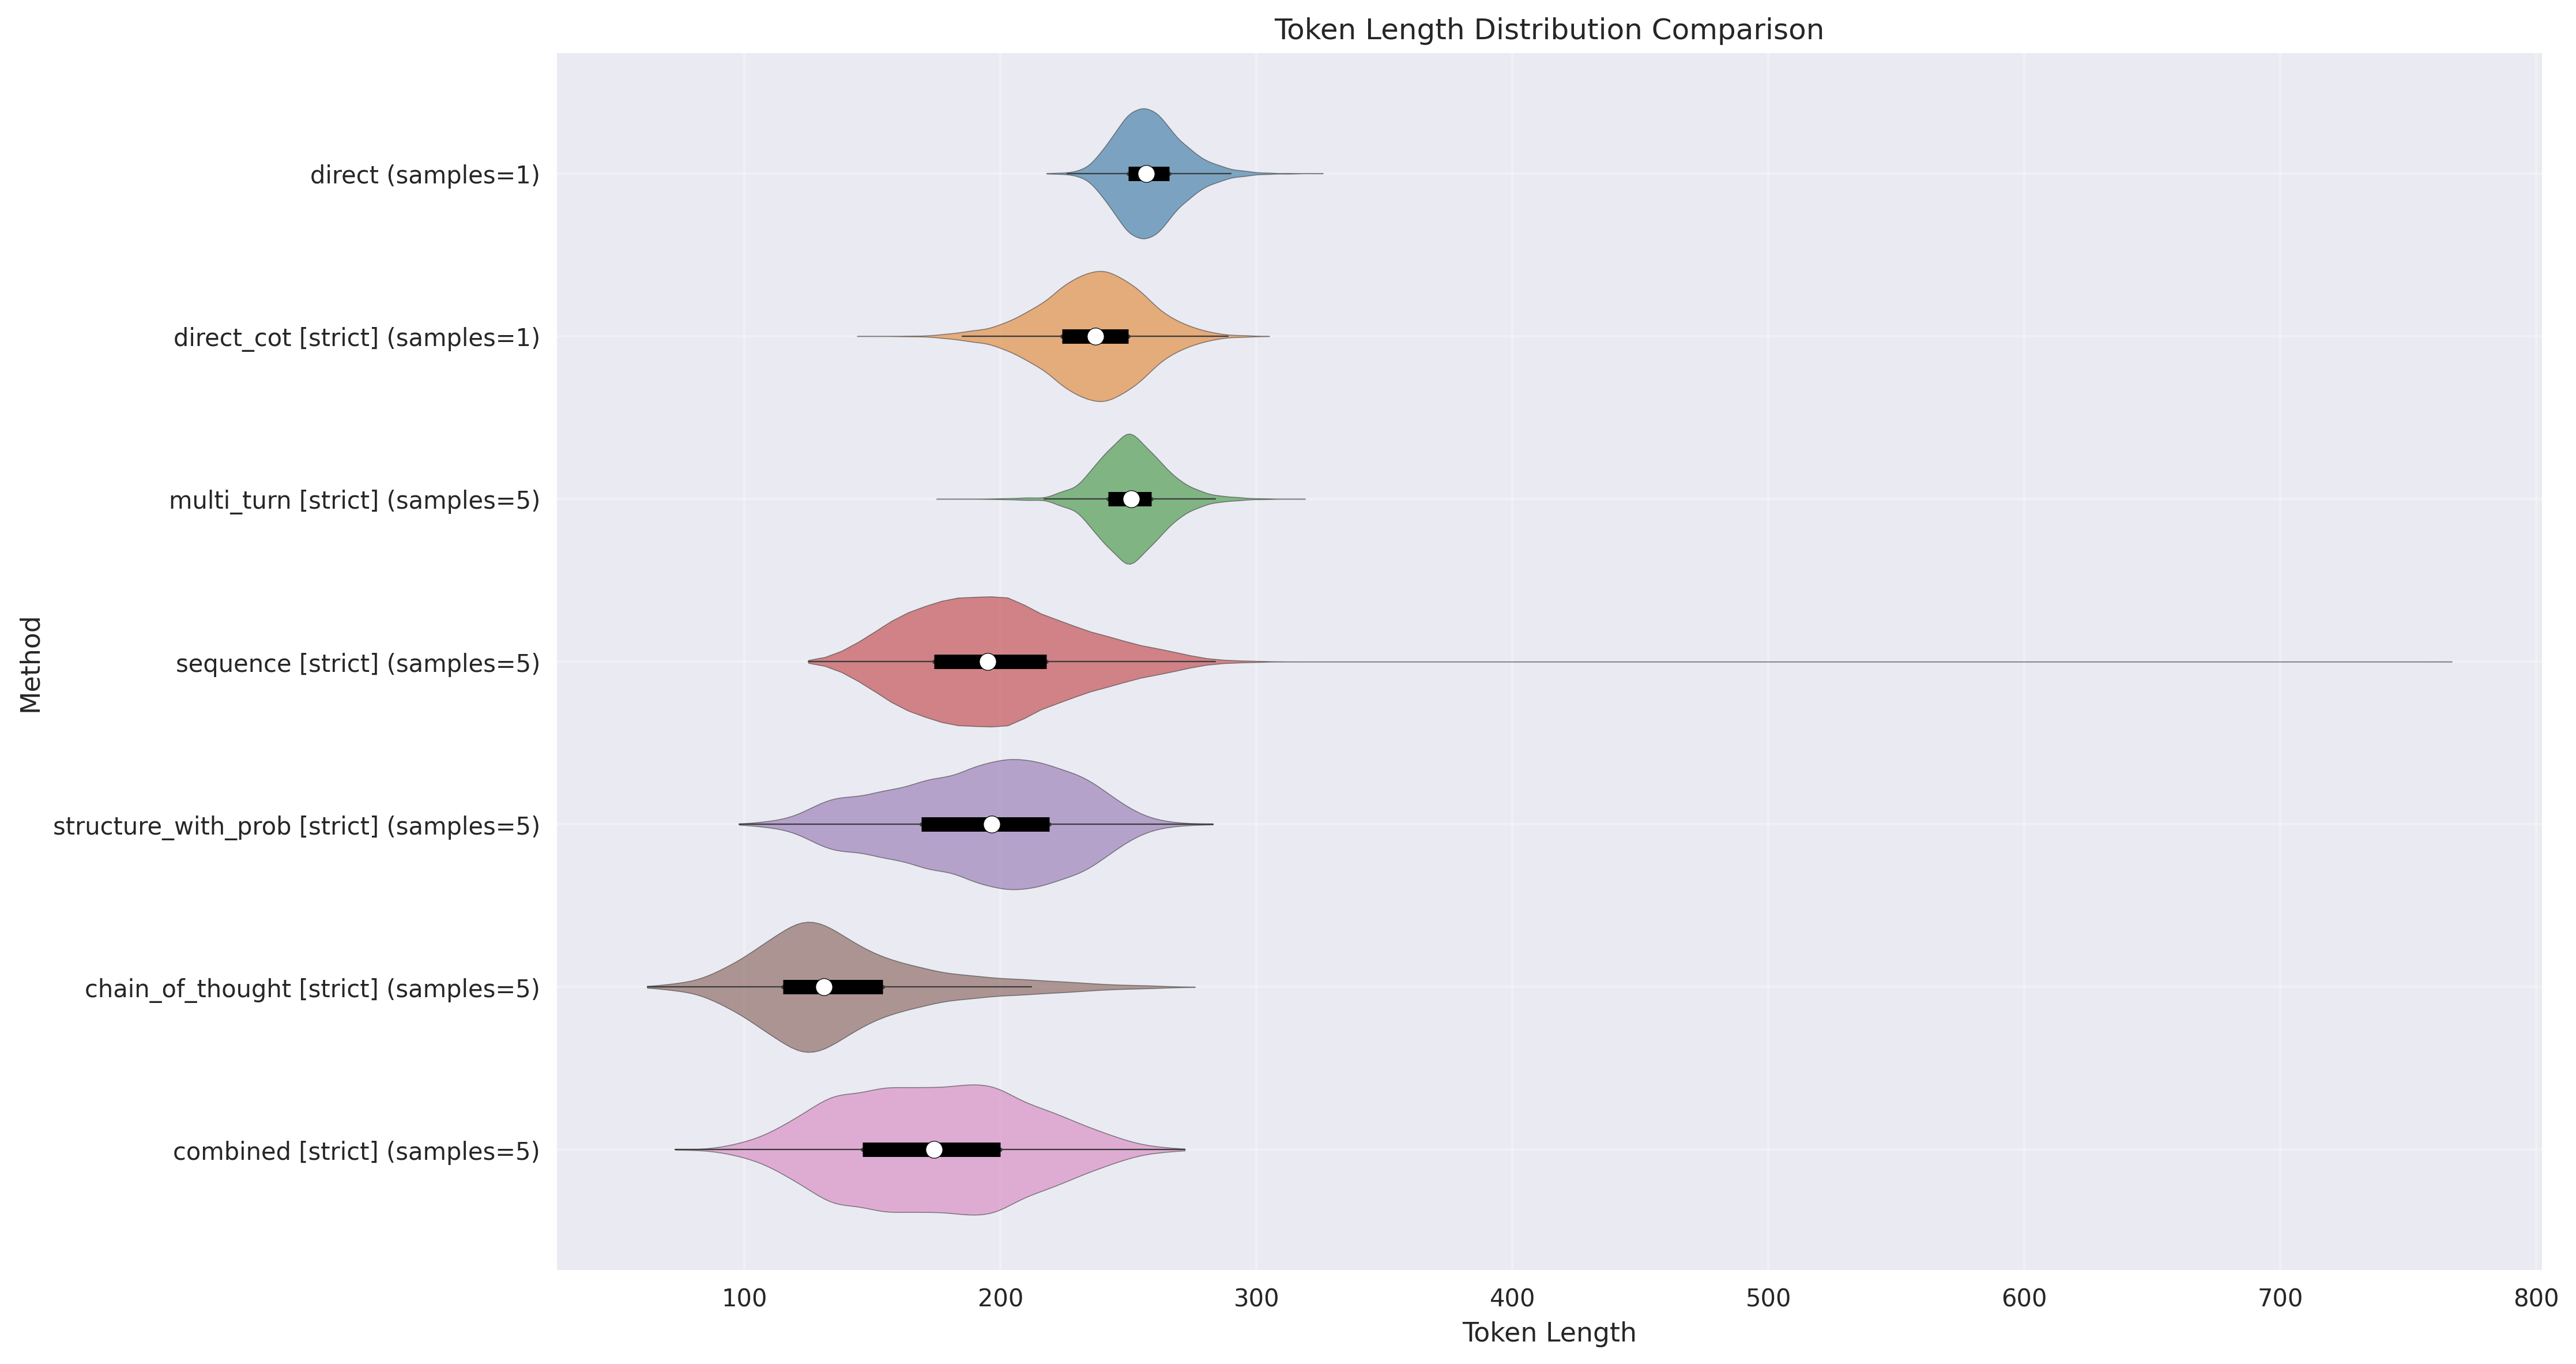 Token Length Distribution Comparison
Method
direct (samples=1)
direct_cot [strict] (samples=1)
multi_turn [strict] (samples=5)
sequence [strict] (samples=5)
structure_with_prob [strict] (samples=5)
chain_of_thought [strict] (samples=5)
combined [strict] (samples=5)
100 200 300 400 500 600 700 800
Token Length